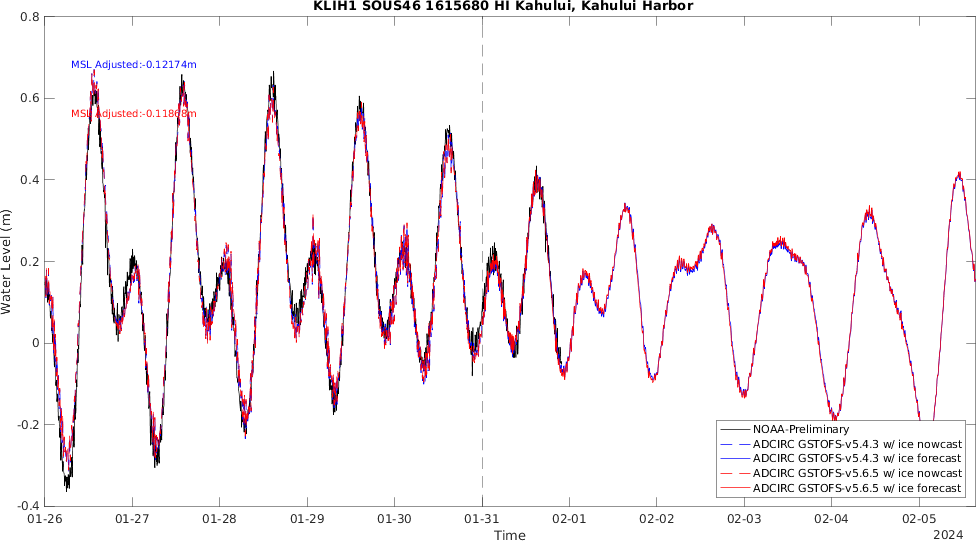 KLIH1 SOUS46 1615680 HI Kahului, Kahului Harbor
0.8
MSL Adjusted:-0.12174m
0.6
MSL Adjusted:-0.11868m
0.4
0.2
0
-0.2
-0.4
Water Level (m)
NOAA-Preliminary
ADCIRC GSTOFS-v5.4.3 w/ ice nowcast
ADCIRC GSTOFS-v5.4.3 w/ ice forecast
ADCIRC GSTOFS-v5.6.5 w/ ice nowcast
ADCIRC GSTOFS-v5.6.5 w/ ice forecast
01-26 01-27 01-28 01-29 01-30 01-31 02-01 02-02 02-03 02-04 02-05
Time
2024